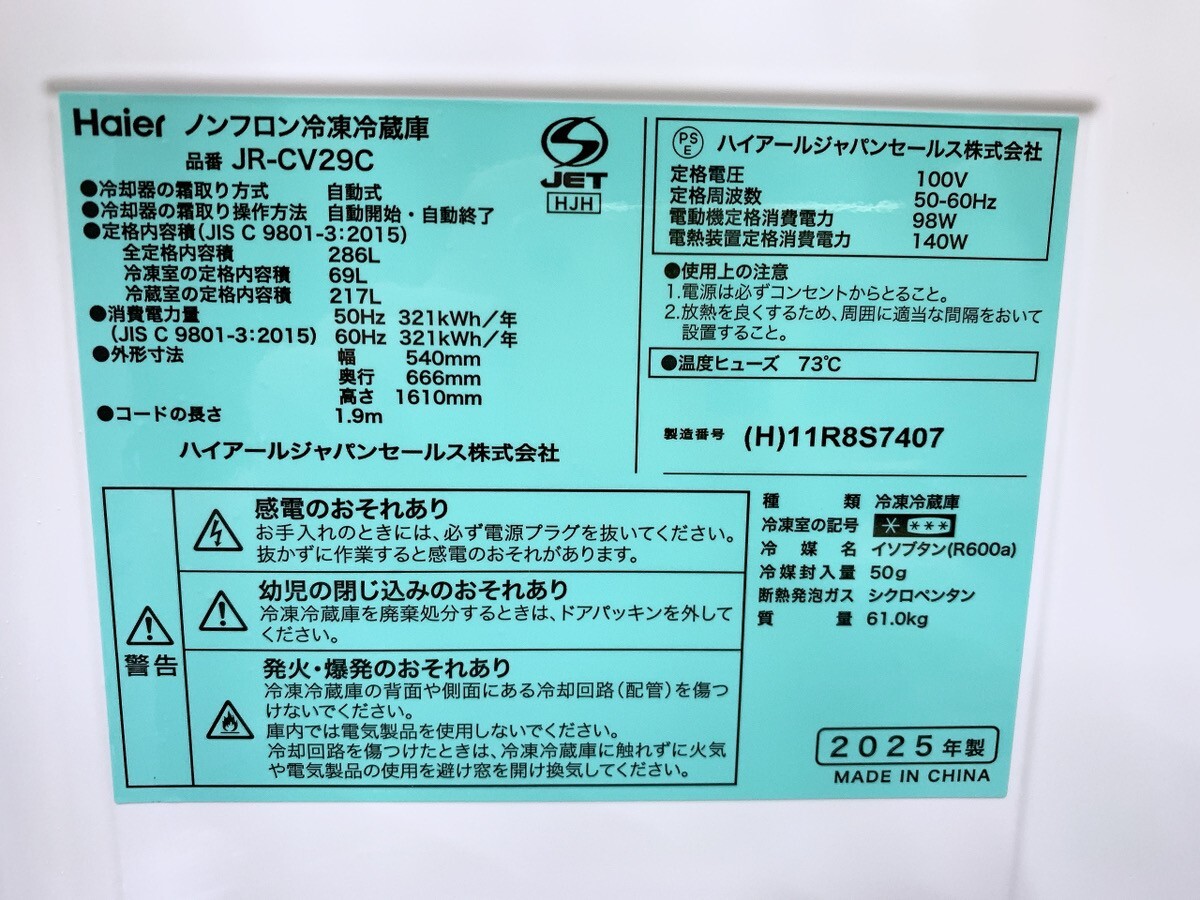 Haier ノンフロン冷凍冷蔵庫
品番 JR-CV29C
●冷却器の霜取り方式 自動式
●冷却器の霜取り操作方法 自動開始・自動終了
●定格内容積(JIS C 9801-3:2015)
全定格内容積 286L
冷凍室の定格内容積 69L
冷蔵室の定格内容積 217L
●消費電力量 50Hz 321kWh/年
(JIS C 9801-3:2015) 60Hz 321kWh/年
●外形寸法 幅 540mm
奥行 666mm
高さ 1610mm
●コードの長さ 1.9m
ハイアールジャパンセールス株式会社
JET
HJH
PSE ハイアールジャパンセールス株式会社
定格電圧 100V
定格周波数 50-60Hz
電動機定格消費電力 98W
電熱装置定格消費電力 140W
●使用上の注意
1.電源は必ずコンセントからとること。
2.放熱を良くするため、周囲に適当な間隔をおいて
設置すること。
●温度ヒューズ 73℃
製造番号 (H)11R8S7407
警告
感電のおそれあり
お手入れのときには、必ず電源プラグを抜いてください。
抜かずに作業すると感電のおそれがあります。
幼児の閉じ込みのおそれあり
冷凍冷蔵庫を廃棄処分するときは、ドアパッキンを外して
ください。
発火・爆発のおそれあり
冷凍冷蔵庫の背面や側面にある冷却回路(配管)を傷つ
けないでください。
庫内では電気製品を使用しないでください。
冷却回路を傷つけたときは、冷凍冷蔵庫に触れずに火気
や電気製品の使用を避け窓を開け換気してください。
種類 冷凍冷蔵庫
冷凍室の記号 * ***
冷媒名 イソブタン(R600a)
冷媒封入量 50g
断熱発泡ガス シクロペンタン
質量 61.0kg
2025年製
MADE IN CHINA